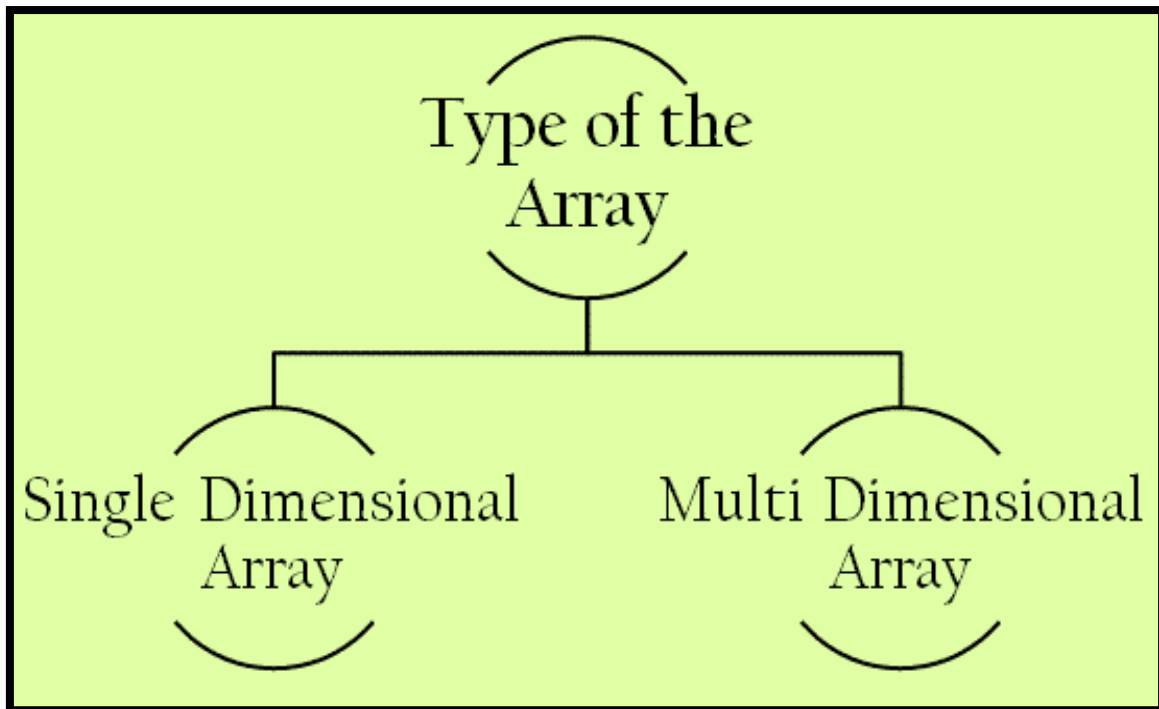 Type of the
Array
Single Dimensional
Array
Multi Dimensional
Array